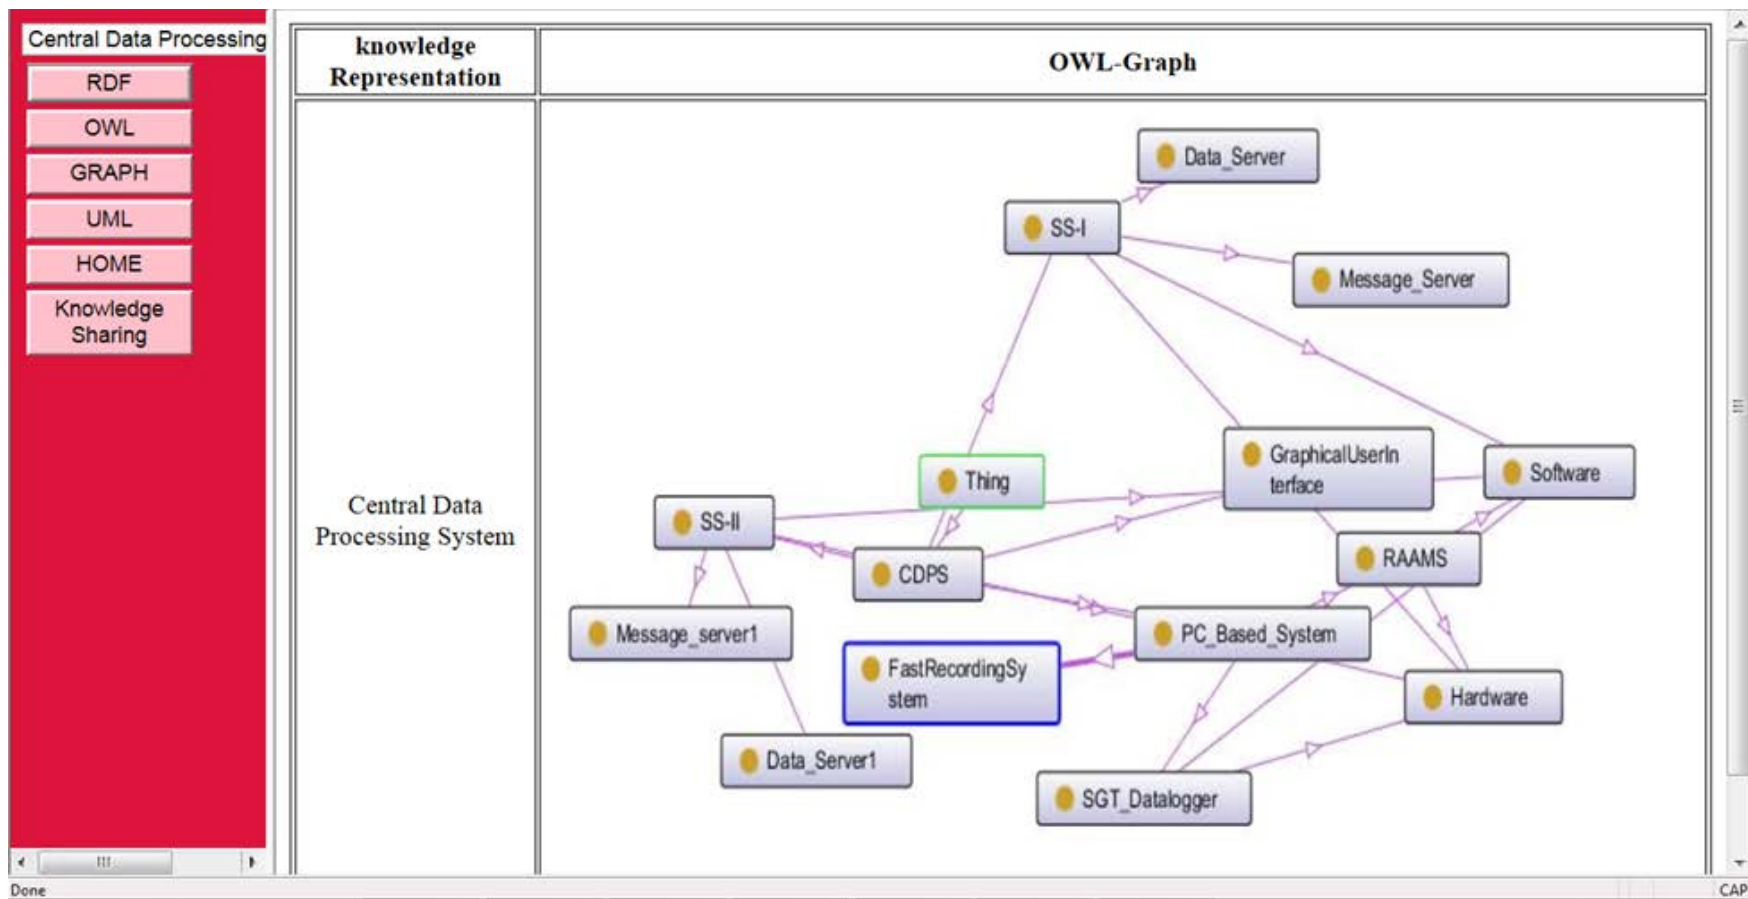 Central Data Processing
RDF
OWL
GRAPH
UML
HOME
Knowledge
Sharing
knowledge
Representation
OWL-Graph
Central Data
Processing System
Data_Server
SS-I
Message_Server
GraphicalUserIn
terface
Software
Thing
SS-II
CDPS
RAAMS
Message_server1
PC_Based_System
FastRecordingSy
stem
Hardware
Data_Server1
SGT_Datalogger
Done
CAP